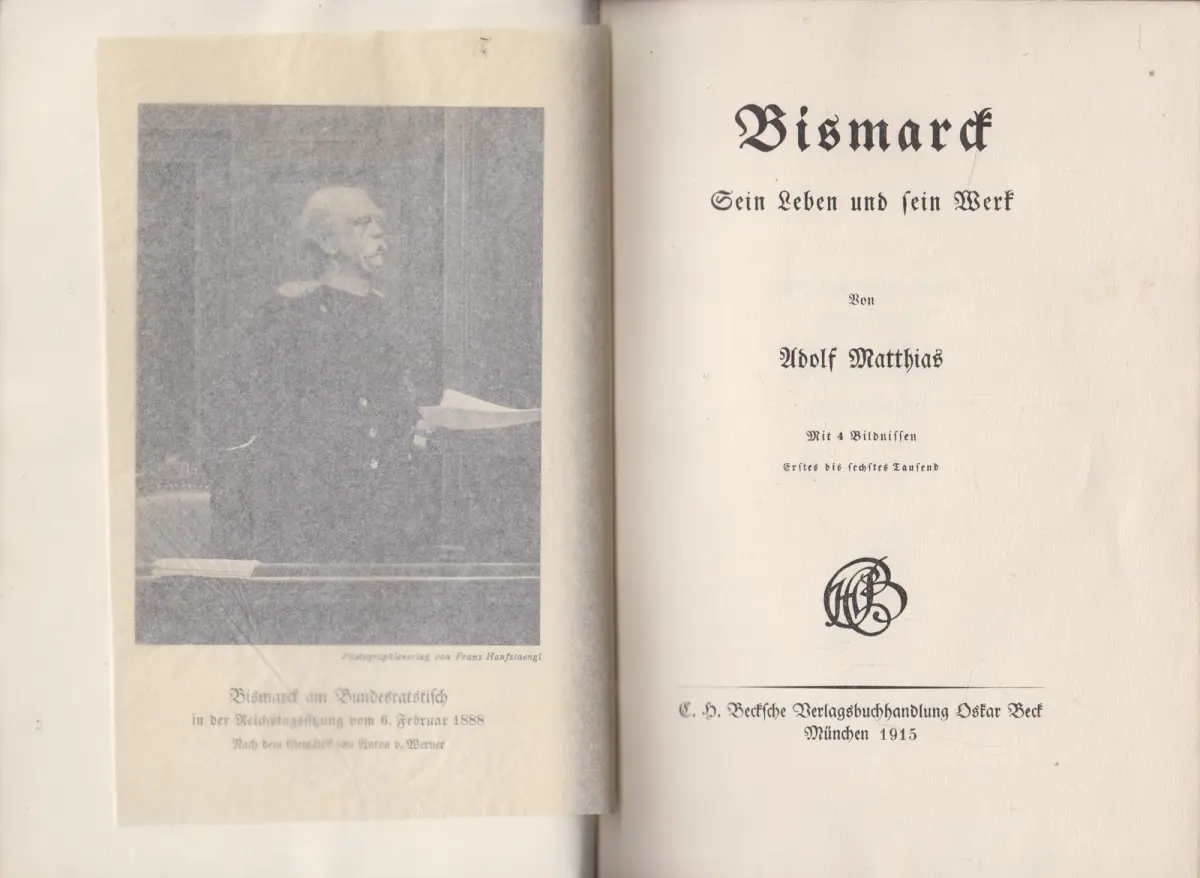 Photographieverlag von Franz Hanfstaengl
Bismarck am Bundesratstisch
in der Reichstagssitzung vom 6. Februar 1888
Nach dem Gemälde von Anton v. Werner
Bismarck
Sein Leben und sein Werk
Von
Adolf Matthias
Mit 4 Bildnissen
Erstes bis sechstes Tausend
CHB
C. H. Becksche Verlagsbuchhandlung Oskar Beck
München 1915